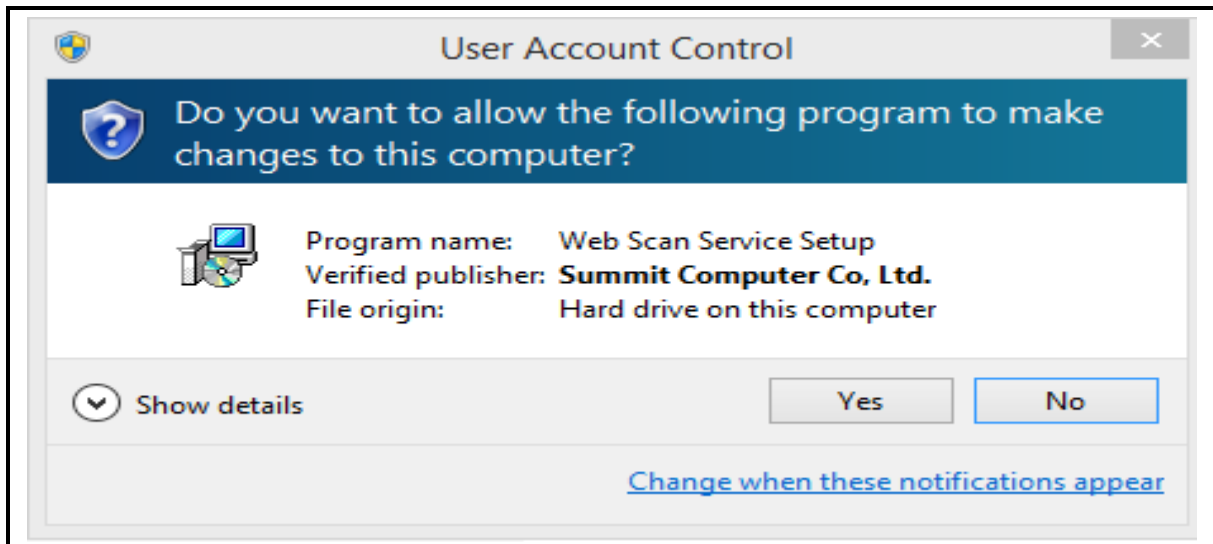 User Account Control
Do you want to allow the following program to make
changes to this computer?
Program name: Web Scan Service Setup
Verified publisher: Summit Computer Co, Ltd.
File origin: Hard drive on this computer
Show details
Yes No
Change when these notifications appear